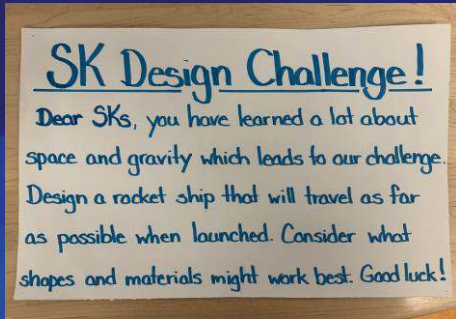 SK Design Challenge!
Dear SKs, you have learned a lot about
space and gravity which leads to our challenge.
Design a rocket ship that will travel as far
as possible when launched. Consider what
shapes and materials might work best. Good luck!